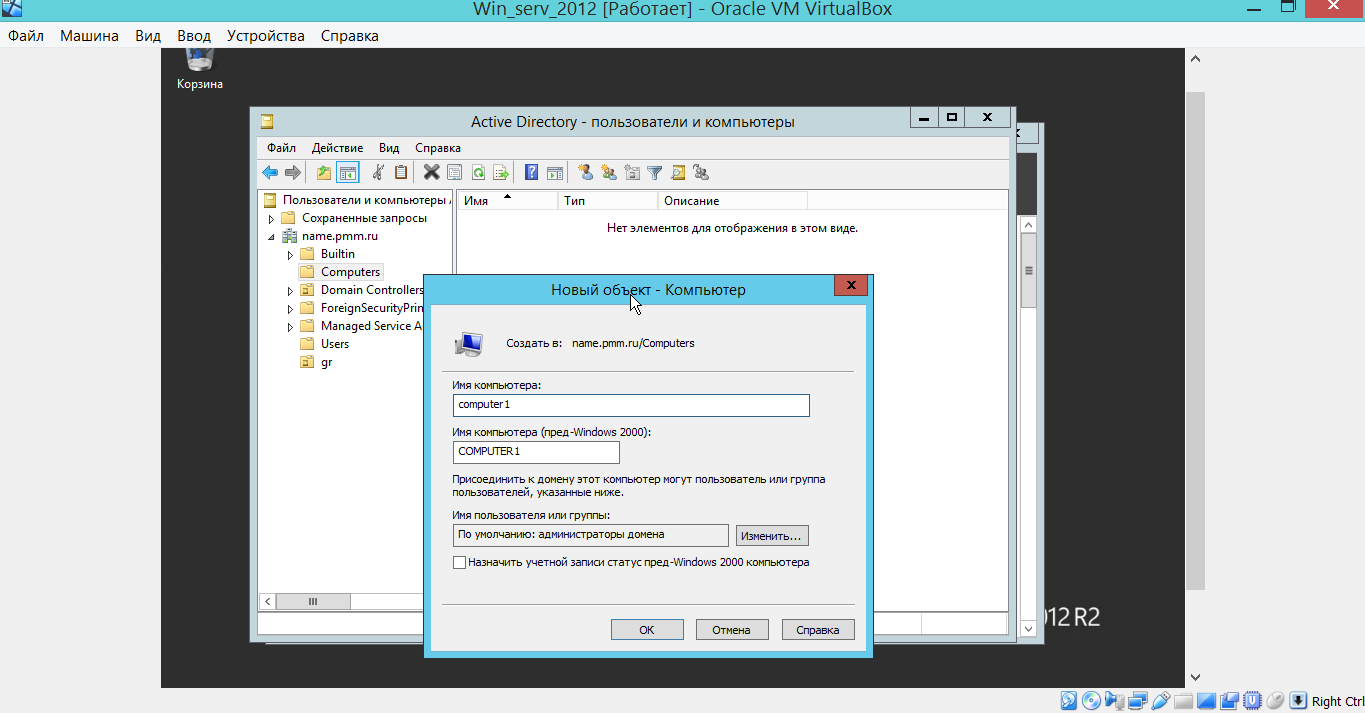 Win_serv_2012 [Работает] - Oracle VM VirtualBox
Файл Машина Вид Ввод Устройства Справка
Корзина
Active Directory - пользователи и компьютеры
Файл Действие Вид Справка
Пользователи и компьютеры
Имя Тип Описание
Сохраненные запросы
Нет элементов для отображения в этом виде.
name.pmm.ru
Builtin
Computers
Domain Controllers
ForeignSecurityPrin
Managed Service A
Users
gr
Новый объект - Компьютер
Создать в: name.pmm.ru/Computers
Имя компьютера:
computer1
Имя компьютера (пред-Windows 2000):
COMPUTER1
Присоединить к домену этот компьютер могут пользователь или группа
пользователей, указанные ниже.
Имя пользователя или группы:
По умолчанию: администраторы домена Изменить...
Назначить учетной записи статус пред-Windows 2000 компьютера
ОК Отмена Справка
012 R2
Right Ctrl